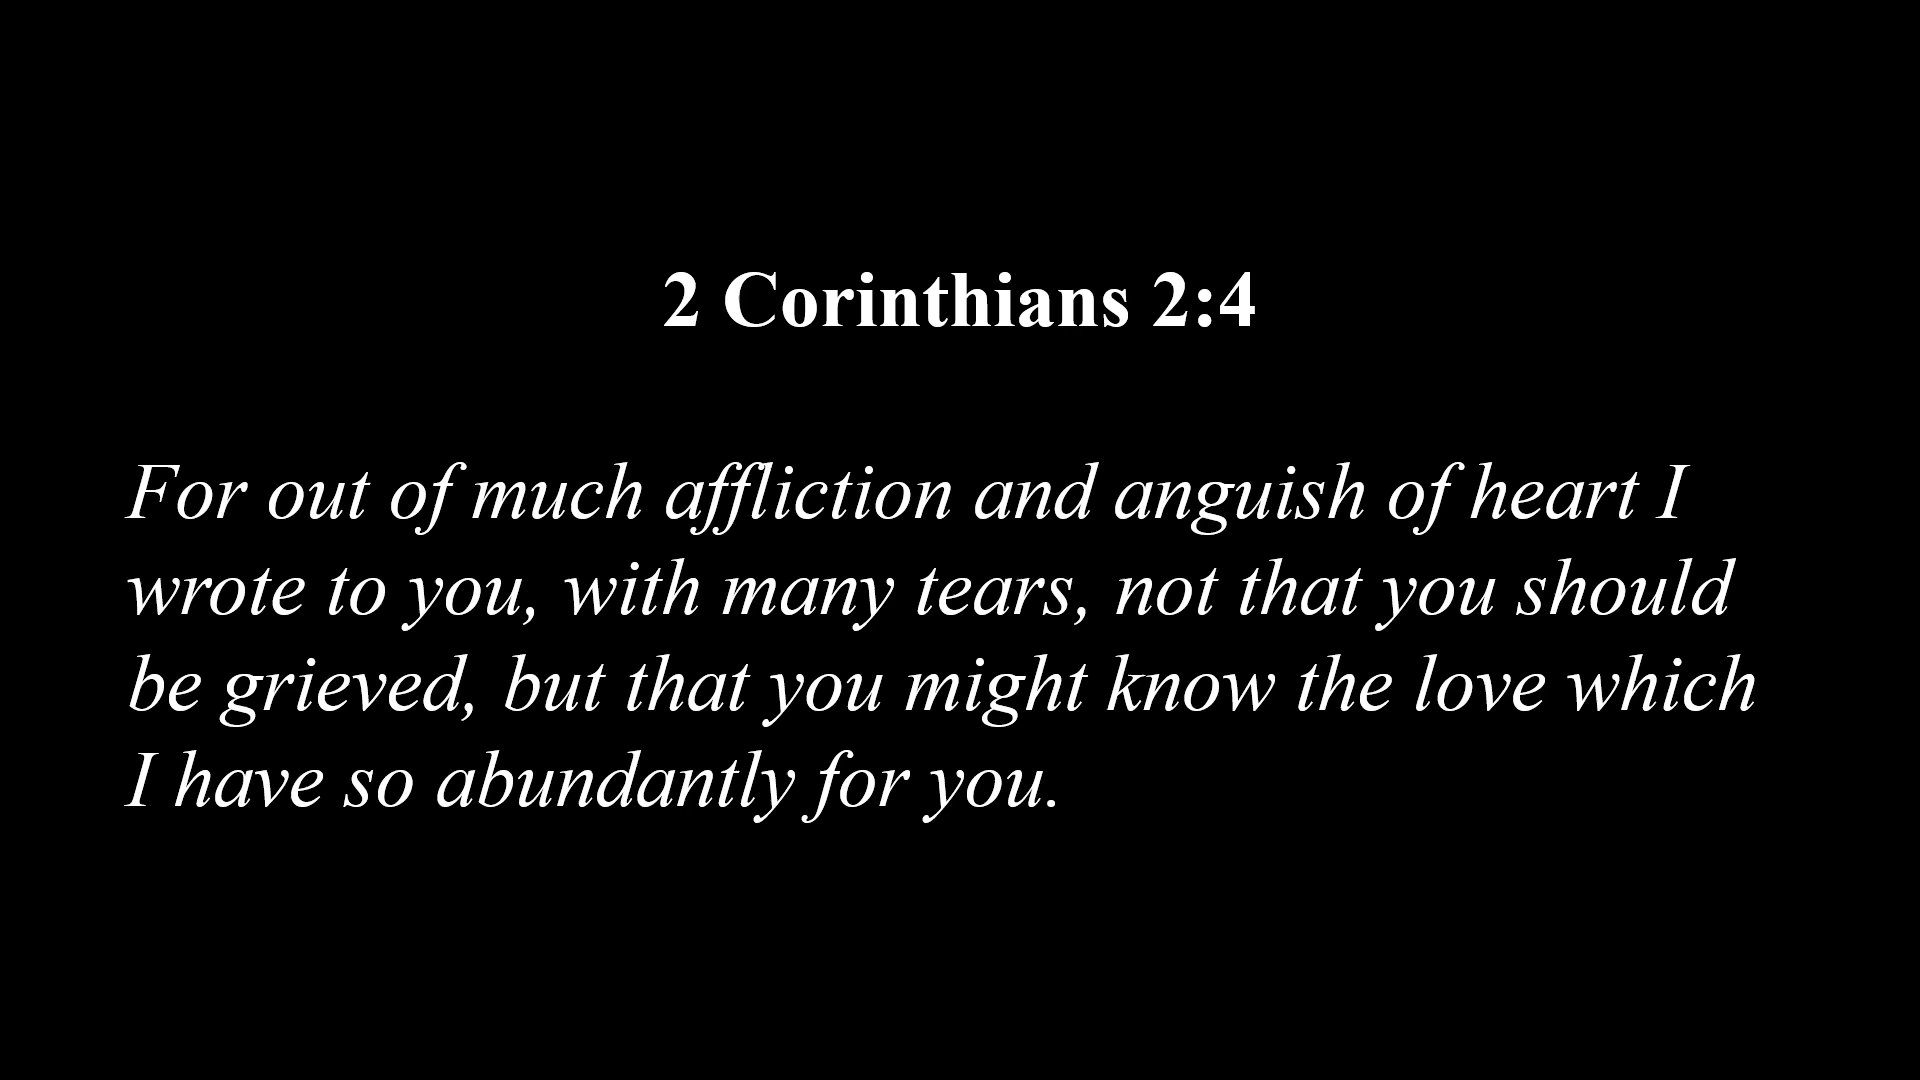 2 Corinthians 2:4
For out of much affliction and anguish of heart I
wrote to you, with many tears, not that you should
be grieved, but that you might know the love which
I have so abundantly for you.